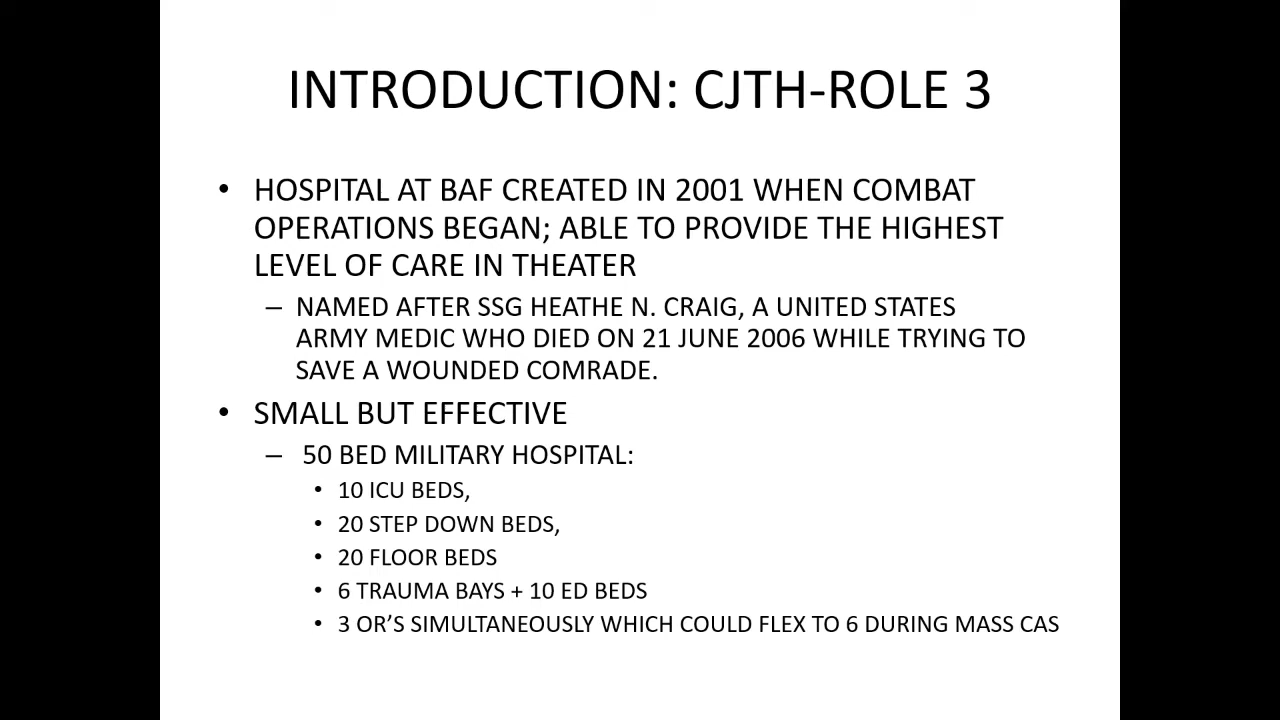 INTRODUCTION: CJTH-ROLE 3
• HOSPITAL AT BAF CREATED IN 2001 WHEN COMBAT
OPERATIONS BEGAN; ABLE TO PROVIDE THE HIGHEST
LEVEL OF CARE IN THEATER
– NAMED AFTER SSG HEATHE N. CRAIG, A UNITED STATES
ARMY MEDIC WHO DIED ON 21 JUNE 2006 WHILE TRYING TO
SAVE A WOUNDED COMRADE.
• SMALL BUT EFFECTIVE
– 50 BED MILITARY HOSPITAL:
• 10 ICU BEDS,
• 20 STEP DOWN BEDS,
• 20 FLOOR BEDS
• 6 TRAUMA BAYS + 10 ED BEDS
• 3 OR’S SIMULTANEOUSLY WHICH COULD FLEX TO 6 DURING MASS CAS